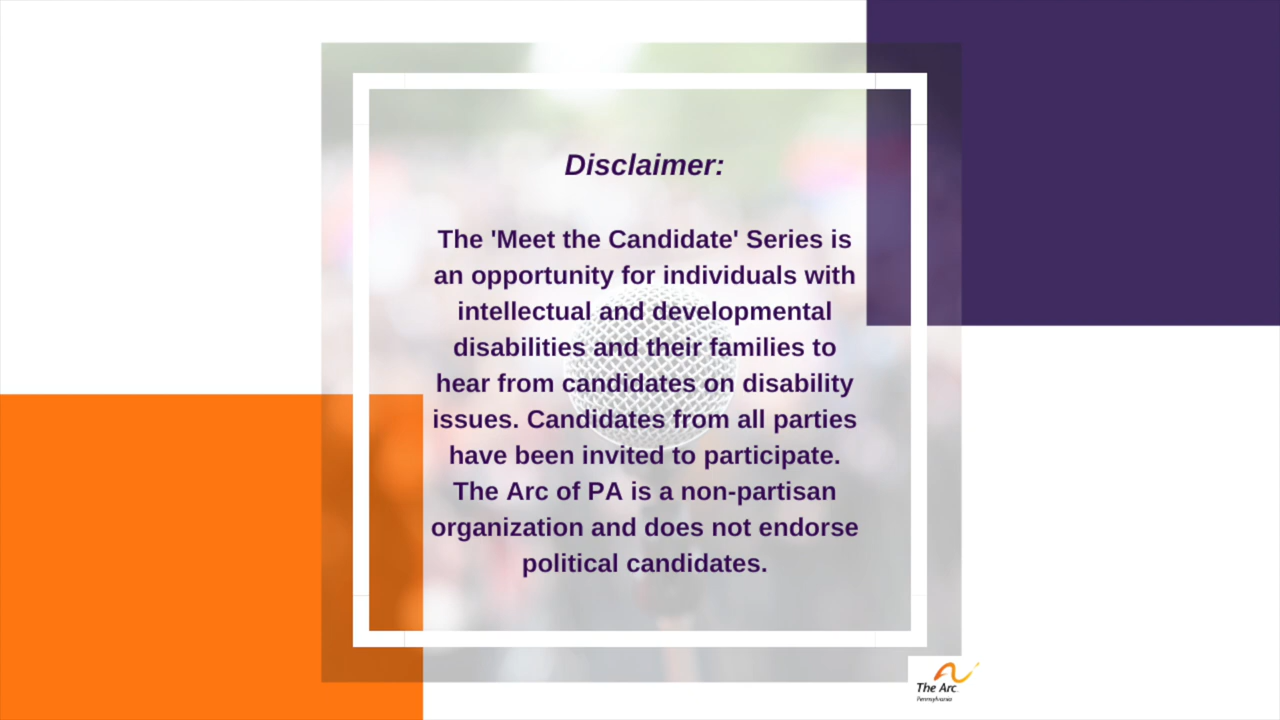 Disclaimer:
The 'Meet the Candidate' Series is
an opportunity for individuals with
intellectual and developmental
disabilities and their families to
hear from candidates on disability
issues. Candidates from all parties
have been invited to participate.
The Arc of PA is a non-partisan
organization and does not endorse
political candidates.
The Arc
Pennsylvania